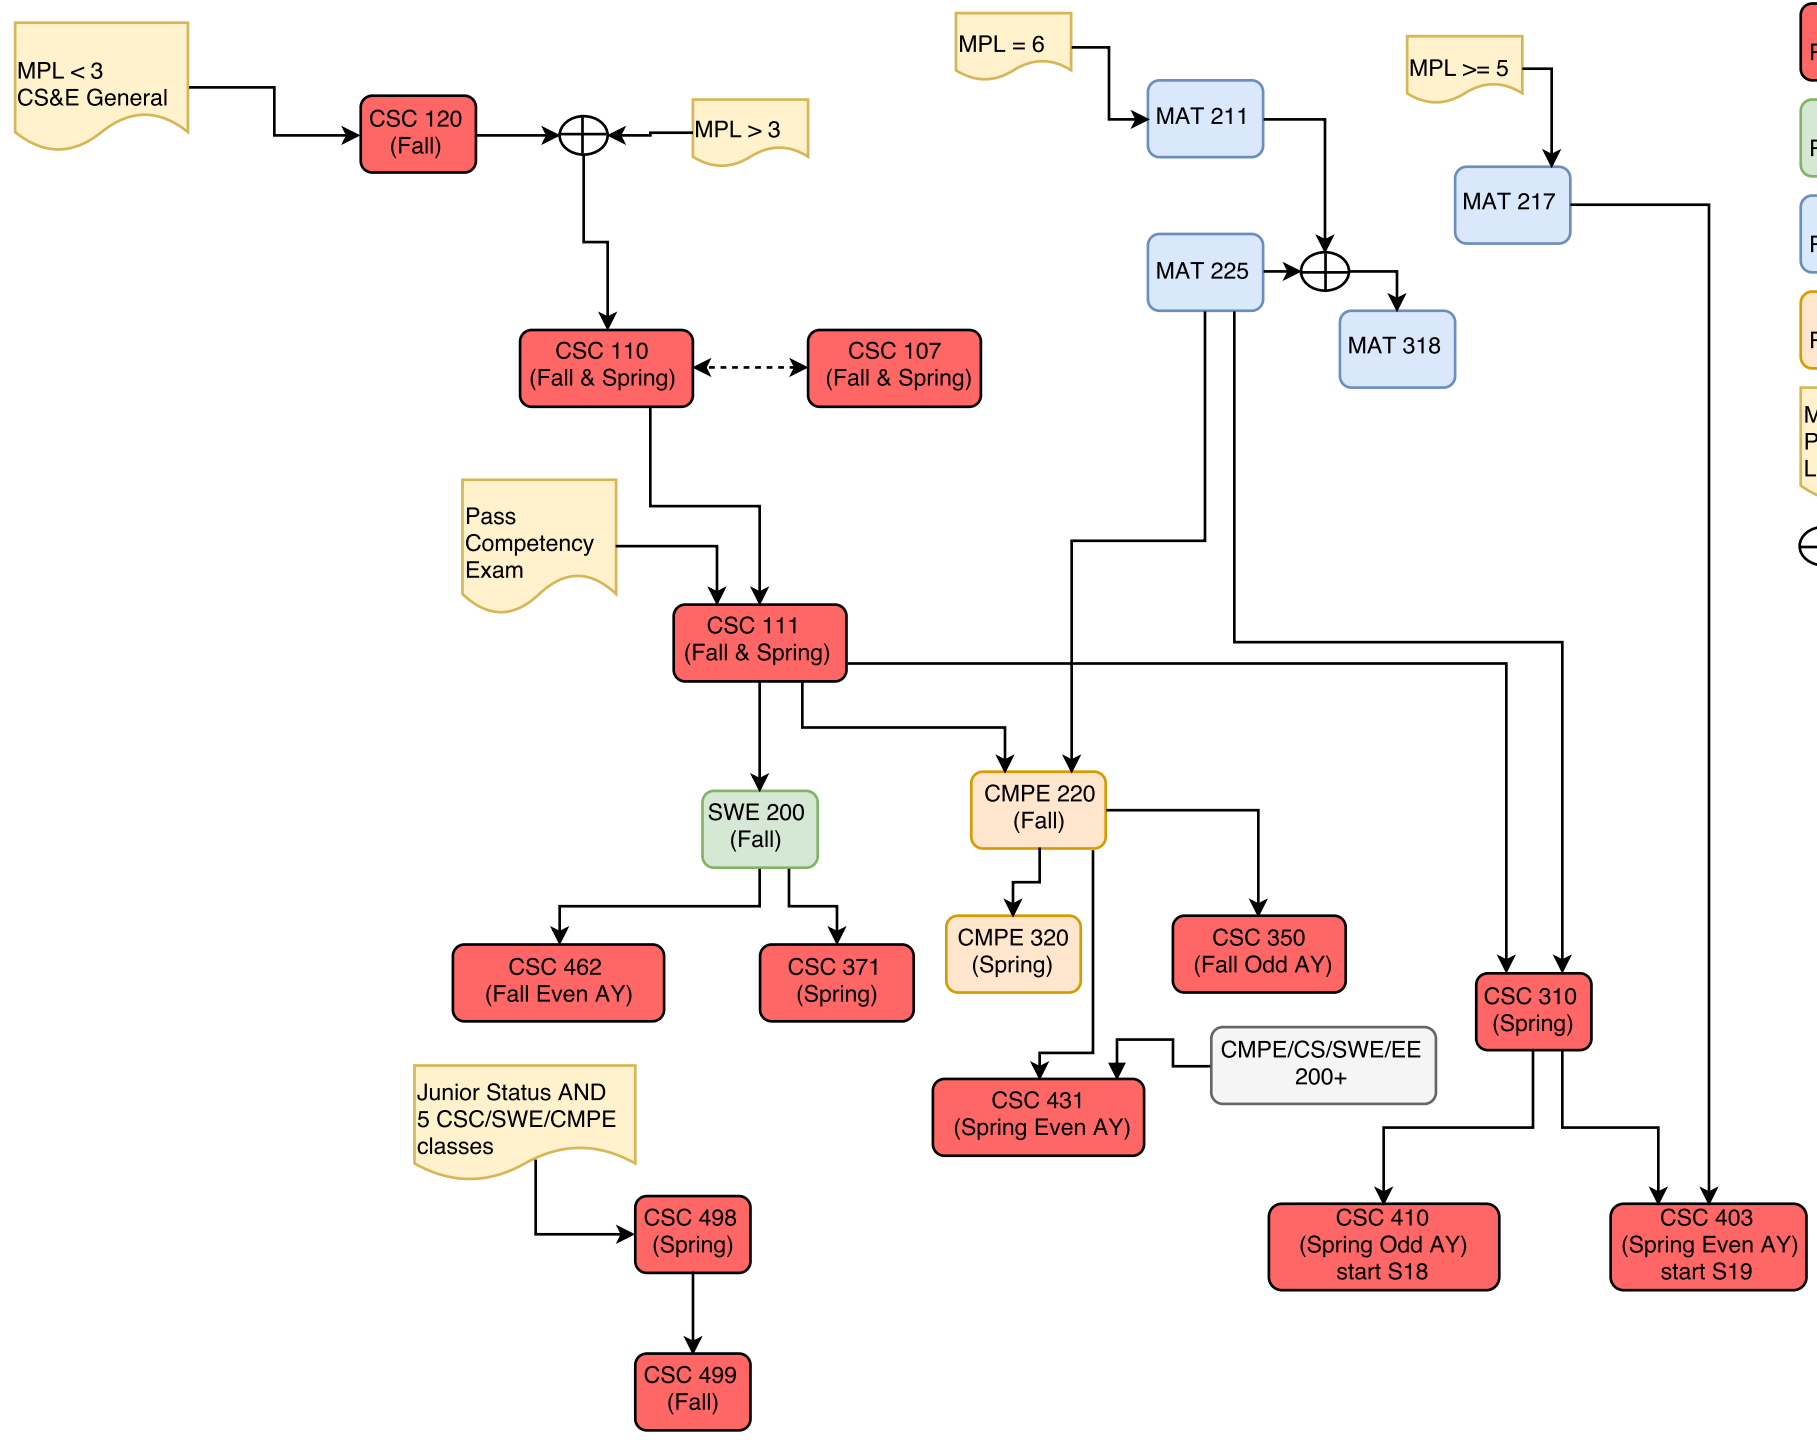 MPL < 3
CS&E General
CSC 120
(Fall)
MPL > 3
MPL = 6
MAT 211
MPL >= 5
MAT 217
MAT 225
MAT 318
CSC 110
(Fall & Spring)
CSC 107
(Fall & Spring)
Pass
Competency
Exam
CSC 111
(Fall & Spring)
SWE 200
(Fall)
CMPE 220
(Fall)
CSC 462
(Fall Even AY)
CSC 371
(Spring)
CMPE 320
(Spring)
CSC 350
(Fall Odd AY)
CSC 310
(Spring)
CMPE/CS/SWE/EE
200+
CSC 431
(Spring Even AY)
Junior Status AND
5 CSC/SWE/CMPE
classes
CSC 498
(Spring)
CSC 410
(Spring Odd AY)
start S18
CSC 403
(Spring Even AY)
start S19
CSC 499
(Fall)